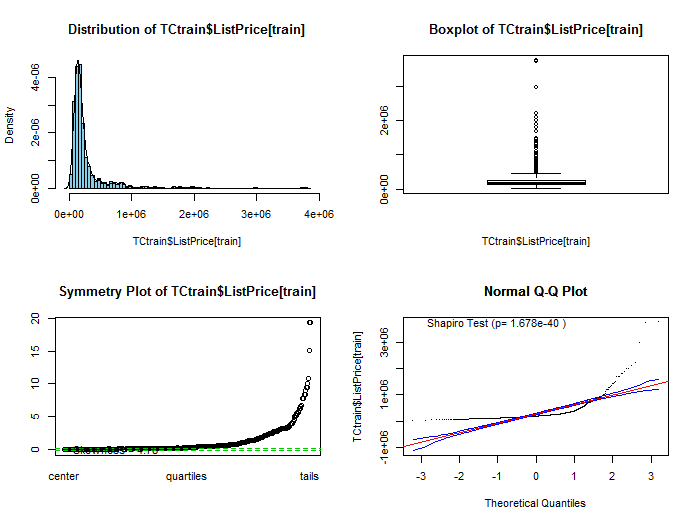 Distribution of TCtrain$ListPrice[train]
Density
0e+00 2e-06 4e-06
0e+00 1e+06 2e+06 3e+06 4e+06
TCtrain$ListPrice[train]
Boxplot of TCtrain$ListPrice[train]
0e+00 2e+06
TCtrain$ListPrice[train]
Symmetry Plot of TCtrain$ListPrice[train]
0 5 10 15 20
center quartiles tails
Normal Q-Q Plot
Shapiro Test (p= 1.678e-40 )
TCtrain$ListPrice[train]
-1e+06 1e+06 3e+06
-3 -2 -1 0 1 2 3
Theoretical Quantiles